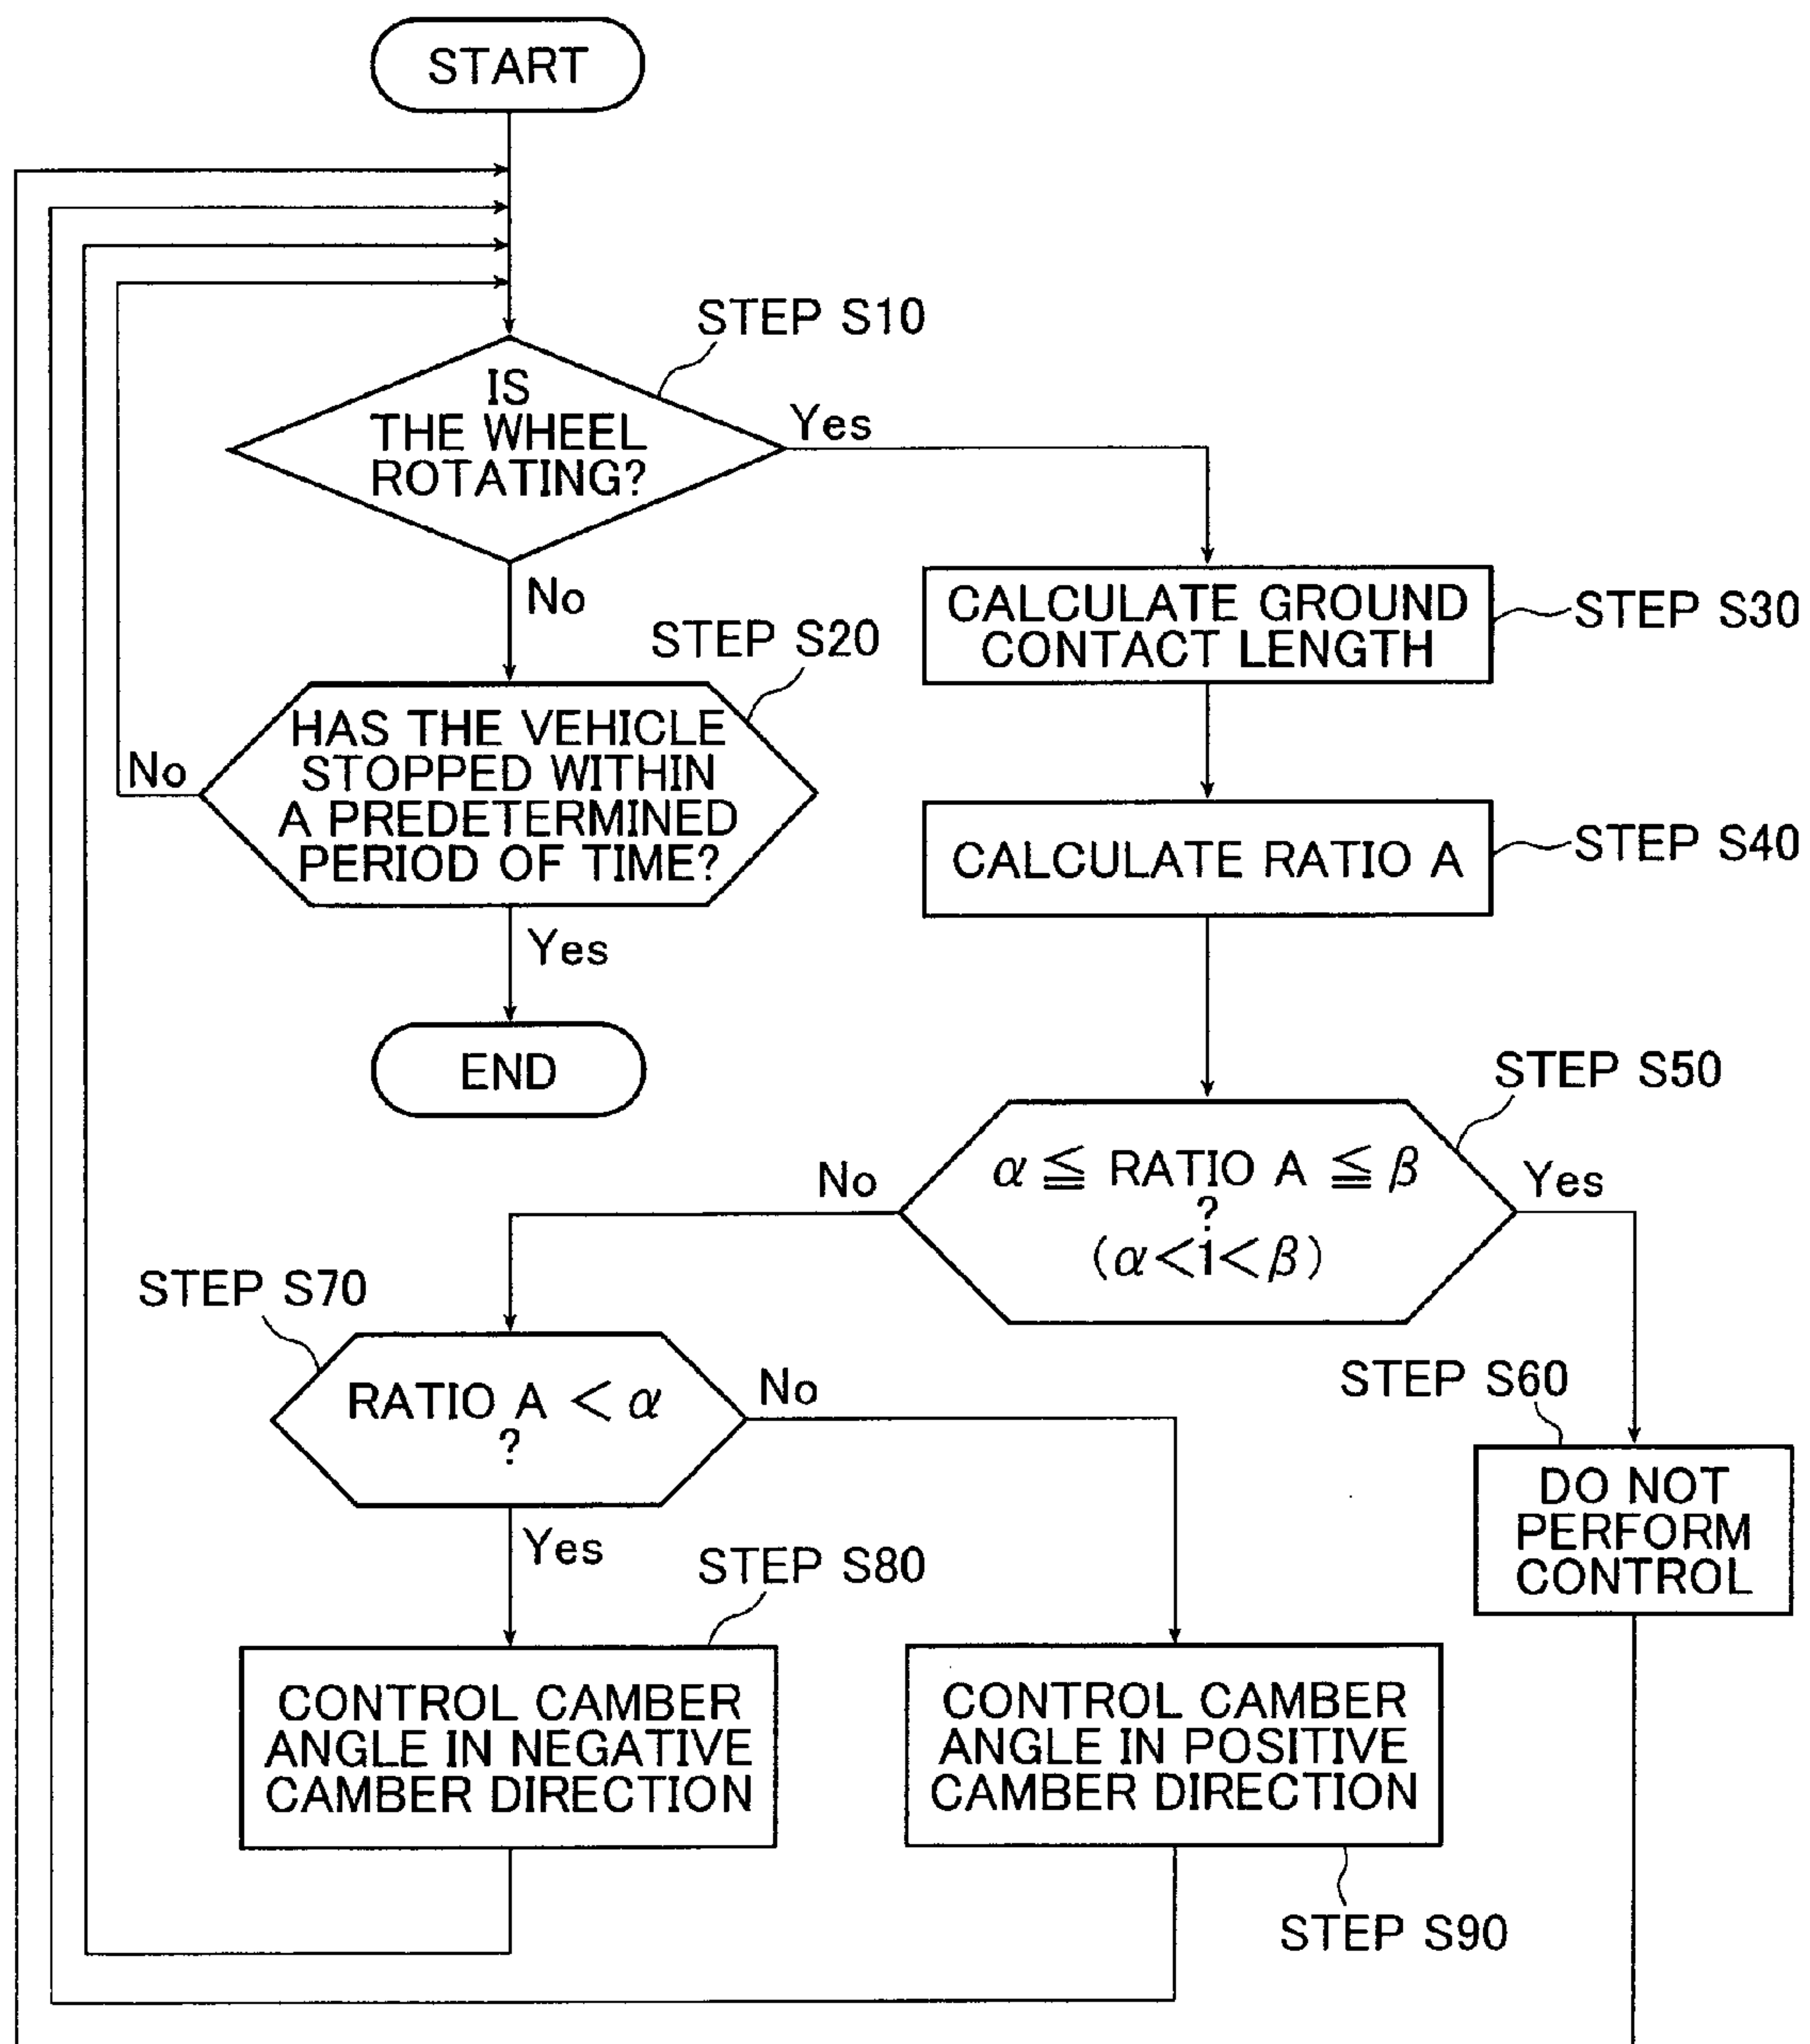 START
STEP S10
IS
THE WHEEL
ROTATING?
Yes
No
STEP S20
HAS THE VEHICLE
STOPPED WITHIN
A PREDETERMINED
PERIOD OF TIME?
No
Yes
END
CALCULATE GROUND
CONTACT LENGTH
STEP S30
CALCULATE RATIO A
STEP S40
STEP S50
α ≦ RATIO A ≦ β
?
(α<1<β)
No
Yes
STEP S60
DO NOT
PERFORM
CONTROL
STEP S70
RATIO A < α
?
No
Yes
STEP S80
CONTROL CAMBER
ANGLE IN NEGATIVE
CAMBER DIRECTION
CONTROL CAMBER
ANGLE IN POSITIVE
CAMBER DIRECTION
STEP S90